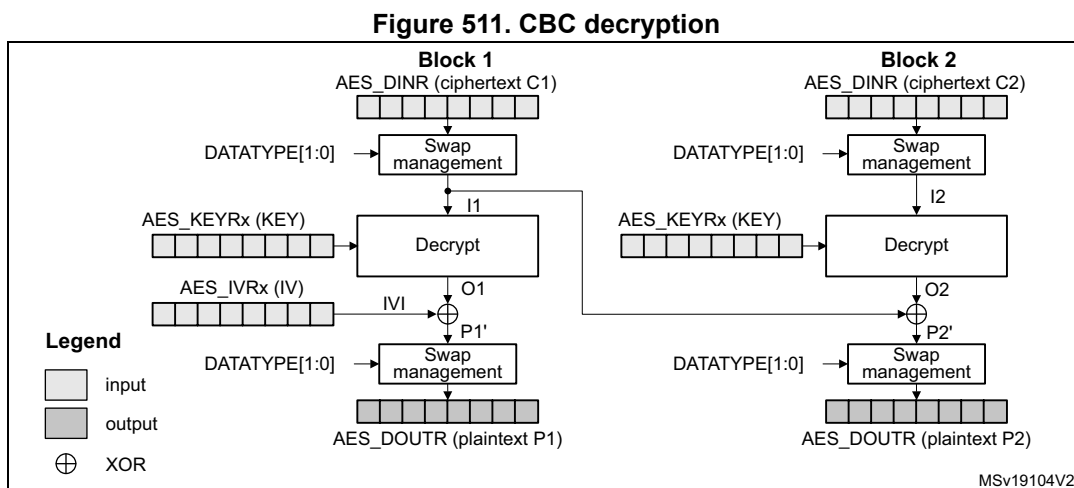 Figure 511. CBC decryption
Block 1
Block 2
AES_DINR (ciphertext C1)
AES_DINR (ciphertext C2)
DATATYPE[1:0]
Swap
management
DATATYPE[1:0]
Swap
management
I1
I2
AES_KEYRx (KEY)
Decrypt
AES_KEYRx (KEY)
Decrypt
O1
O2
AES_IVRx (IV)
IVI
P1'
P2'
Legend
DATATYPE[1:0]
Swap
management
DATATYPE[1:0]
Swap
management
input
output
AES_DOUTR (plaintext P1)
AES_DOUTR (plaintext P2)
XOR
MSv19104V2